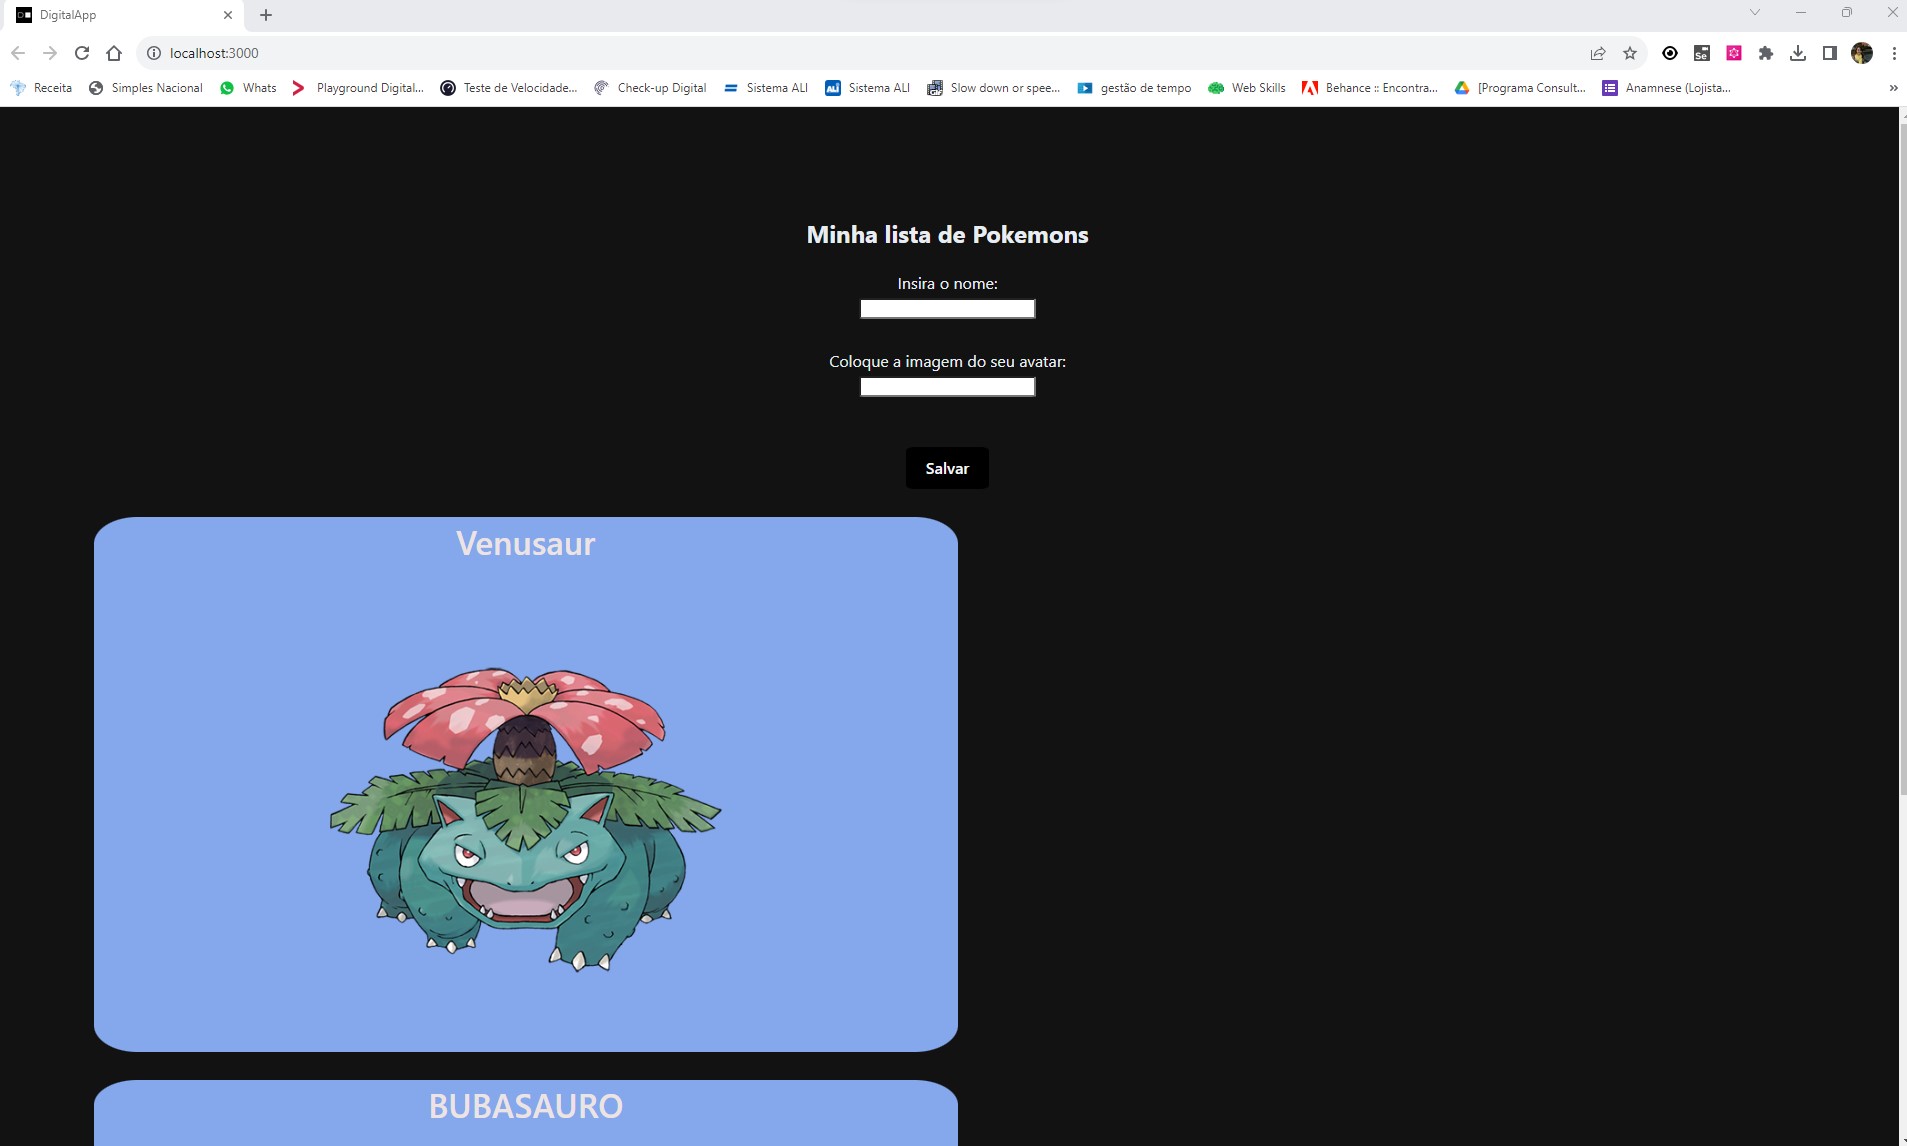 DigitalApp
localhost:3000
Receita Simples Nacional Whats Playground Digital... Teste de Velocidade... Check-up Digital Sistema ALI ALI Sistema ALI Slow down or spee... gestão de tempo Web Skills Behance :: Encontra... [Programa Consult... Anamnese (Lojista...
Minha lista de Pokemons
Insira o nome:
Coloque a imagem do seu avatar:
Salvar
Venusaur
BUBASAURO